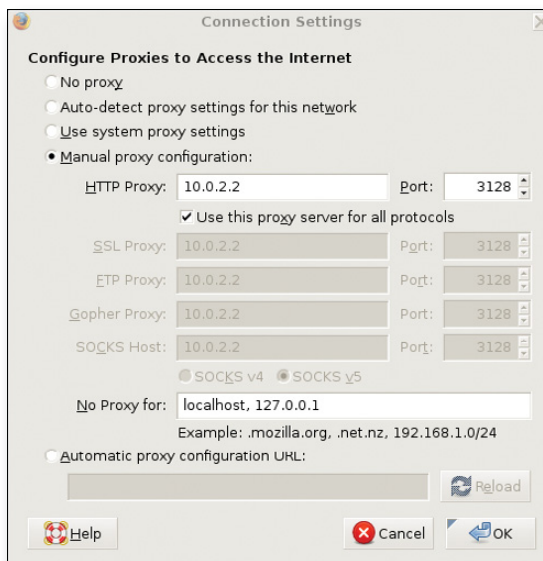 Connection Settings
Configure Proxies to Access the Internet
No proxy
Auto-detect proxy settings for this network
Use system proxy settings
Manual proxy configuration:
HTTP Proxy: 10.0.2.2 Port: 3128
Use this proxy server for all protocols
SSL Proxy: 10.0.2.2 Port: 3128
FTP Proxy: 10.0.2.2 Port: 3128
Gopher Proxy: 10.0.2.2 Port: 3128
SOCKS Host: 10.0.2.2 Port: 3128
SOCKS v4 SOCKS v5
No Proxy for: localhost, 127.0.0.1
Example: .mozilla.org, .net.nz, 192.168.1.0/24
Automatic proxy configuration URL:
Reload
Help Cancel OK